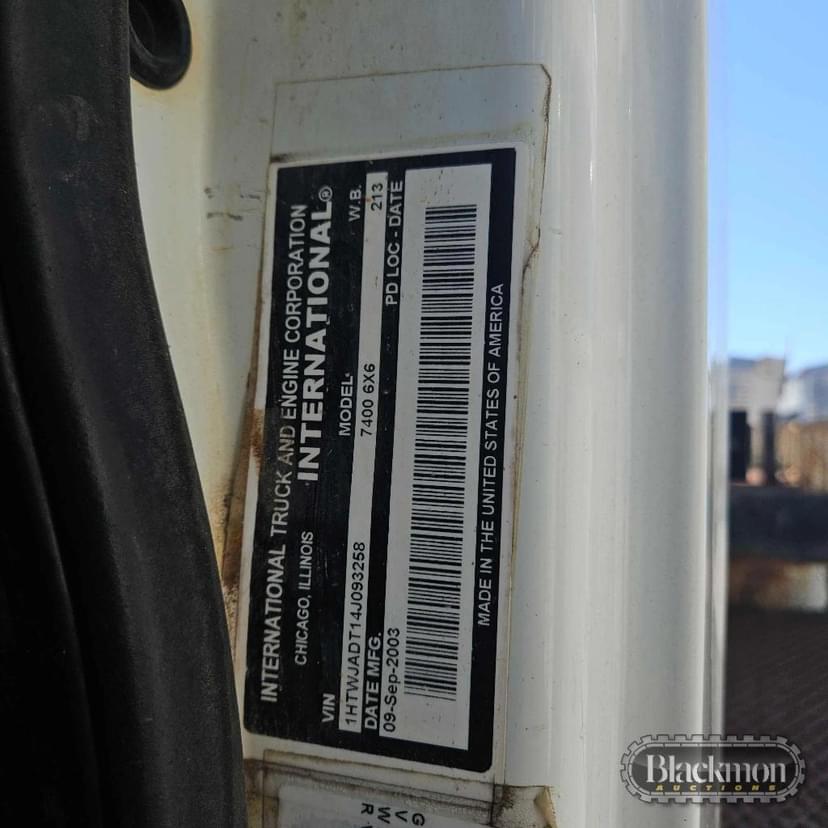 INTERNATIONAL TRUCK AND ENGINE CORPORATION
CHICAGO, ILLINOIS
INTERNATIONAL®
VIN MODEL: W.B.
1HTWJADT14J093258 7400 6X6 213
DATE MFG. PD LOC - DATE
09-Sep-2003
MADE IN THE UNITED STATES OF AMERICA
G V W R
Blackmon
AUCTIONS